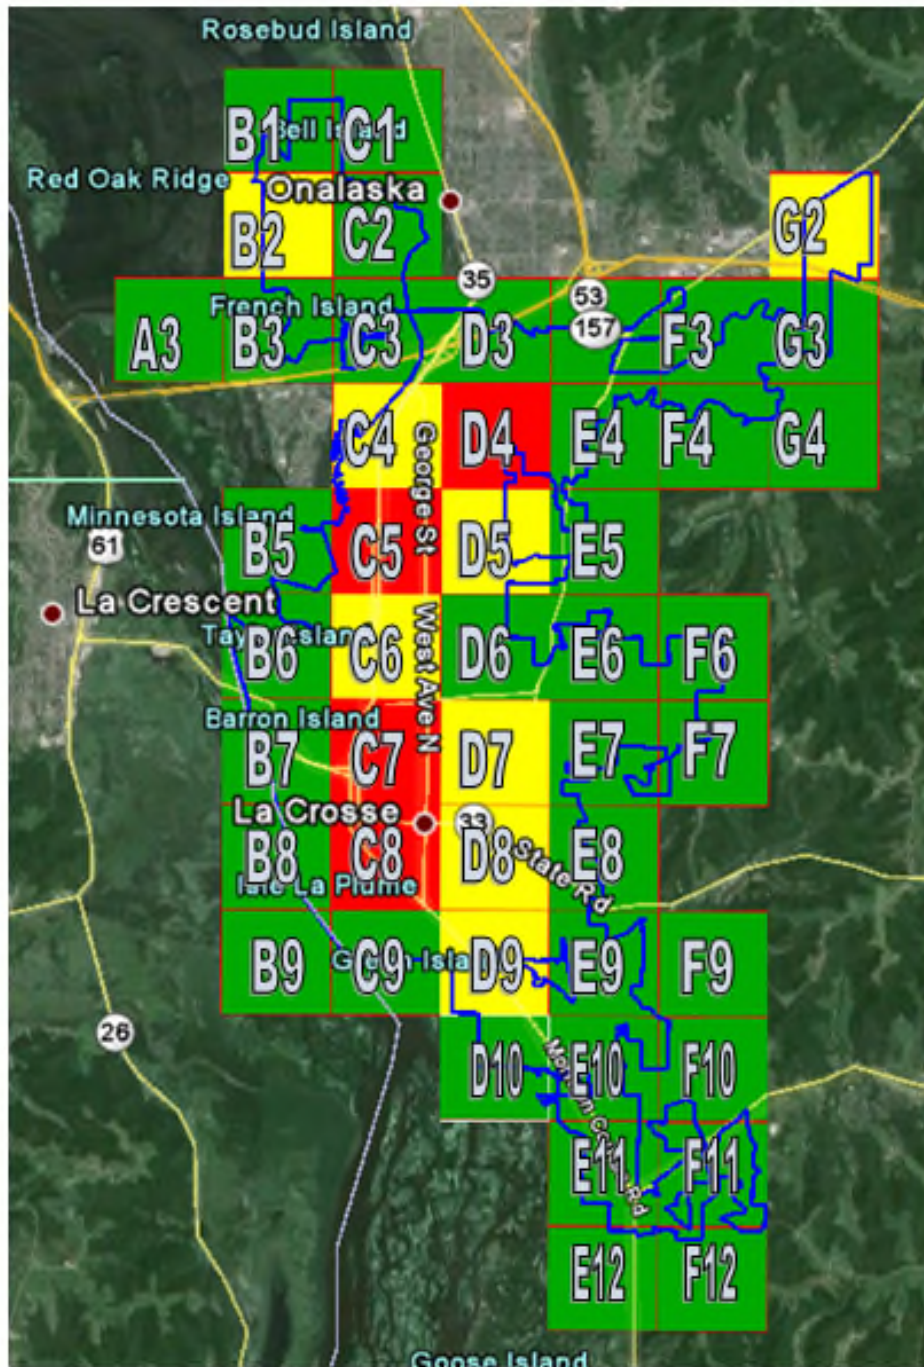 Rosebud Island
B1
C1
Bell Island
Red Oak Ridge
Onalaska
B2
C2
G2
35
53
French Island
A3
B3
C3
D3
157
F3
G3
C4
George St
D4
E4
F4
G4
Minnesota Island
61
B5
C5
D5
E5
La Crescent
West Ave N
B6
C6
D6
E6
F6
Barron Island
B7
C7
D7
E7
F7
La Crosse
33
B8
C8
D8
State Rd
E8
Isle La Plume
B9
C9
D9
E9
F9
26
D10
E10
F10
E11
F11
Rd
E12
F12
Goose Island